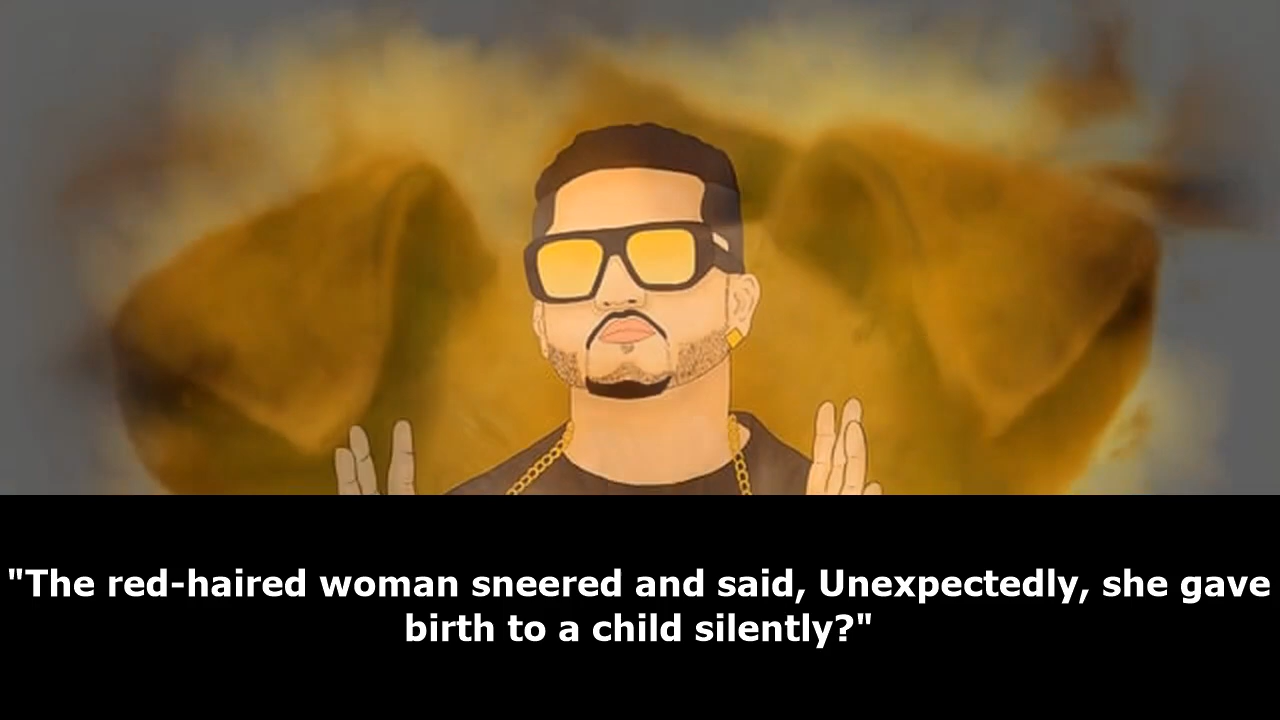 "The red-haired woman sneered and said, Unexpectedly, she gave
birth to a child silently?"